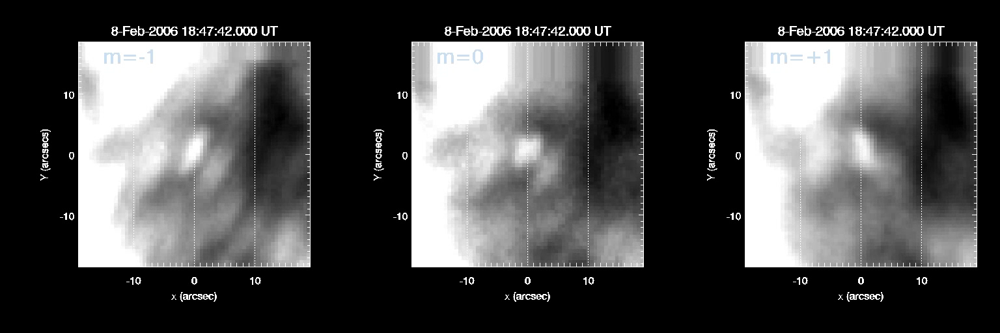 8-Feb-2006 18:47:42.000 UT
m=-1
10
0
-10
Y (arcsecs)
-10 0 10
x (arcsec)
8-Feb-2006 18:47:42.000 UT
m=0
10
0
-10
Y (arcsecs)
-10 0 10
x (arcsec)
8-Feb-2006 18:47:42.000 UT
m=+1
10
0
-10
Y (arcsecs)
-10 0 10
x (arcsec)